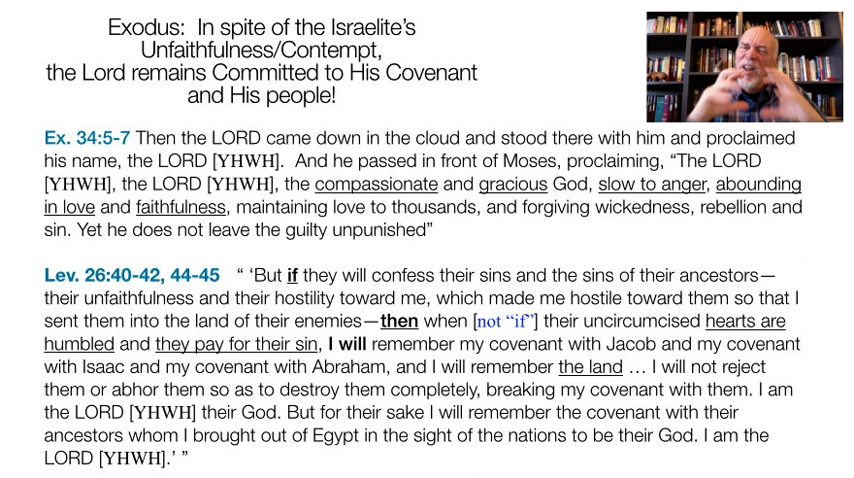 Exodus:  In spite of the Israelite's
Unfaithfulness/Contempt,
the Lord remains Committed to His Covenant
and His people!
Ex. 34:5-7 Then the LORD came down in the cloud and stood there with him and proclaimed
his name, the LORD [YHWH].  And he passed in front of Moses, proclaiming, “The LORD
[YHWH], the LORD [YHWH], the compassionate and gracious God, slow to anger, abounding
in love and faithfulness, maintaining love to thousands, and forgiving wickedness, rebellion and
sin. Yet he does not leave the guilty unpunished”
Lev. 26:40-42, 44-45   “ ‘But if they will confess their sins and the sins of their ancestors—
their unfaithfulness and their hostility toward me, which made me hostile toward them so that I
sent them into the land of their enemies—then when [not “if”] their uncircumcised hearts are
humbled and they pay for their sin, I will remember my covenant with Jacob and my covenant
with Isaac and my covenant with Abraham, and I will remember the land … I will not reject
them or abhor them so as to destroy them completely, breaking my covenant with them. I am
the LORD [YHWH] their God. But for their sake I will remember the covenant with their
ancestors whom I brought out of Egypt in the sight of the nations to be their God. I am the
LORD [YHWH].’ ”